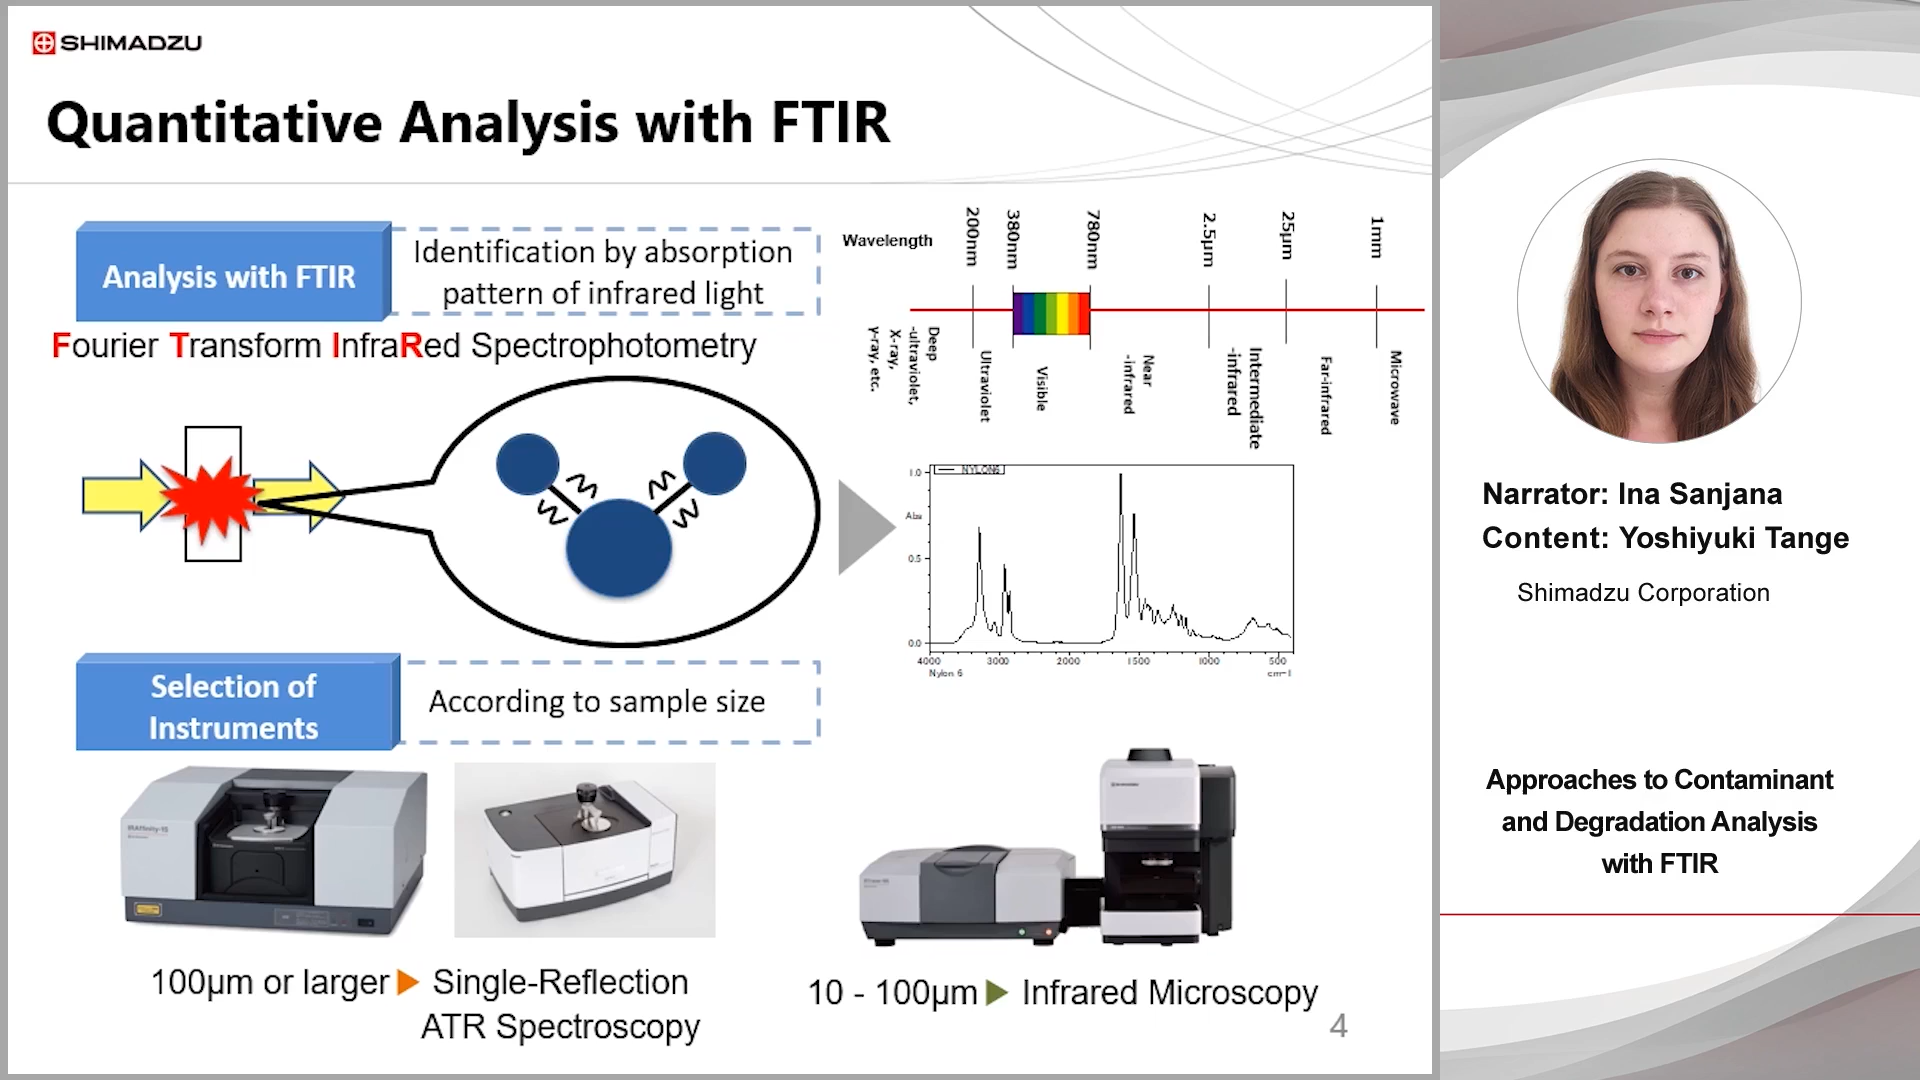 SHIMADZU
Quantitative Analysis with FTIR
Analysis with FTIR
Identification by absorption
pattern of infrared light
Fourier Transform InfraRed Spectrophotometry
Wavelength
200nm
380nm
780nm
2.5µm
25µm
1mm
Deep
-ultraviolet,
X-ray,
γ-ray, etc.
Ultraviolet
Visible
Near
-infrared
Intermediate
-infrared
Far-infrared
Microwave
1.0
NYLON6
Abs
0.5
0.0
4000 3000 2000 1500 1000 500
Nylon 6 cm-1
Selection of
Instruments
According to sample size
IRAffinity-1S
100µm or larger
Single-Reflection
ATR Spectroscopy
10 - 100µm
Infrared Microscopy
4
Narrator: Ina Sanjana
Content: Yoshiyuki Tange
Shimadzu Corporation
Approaches to Contaminant
and Degradation Analysis
with FTIR